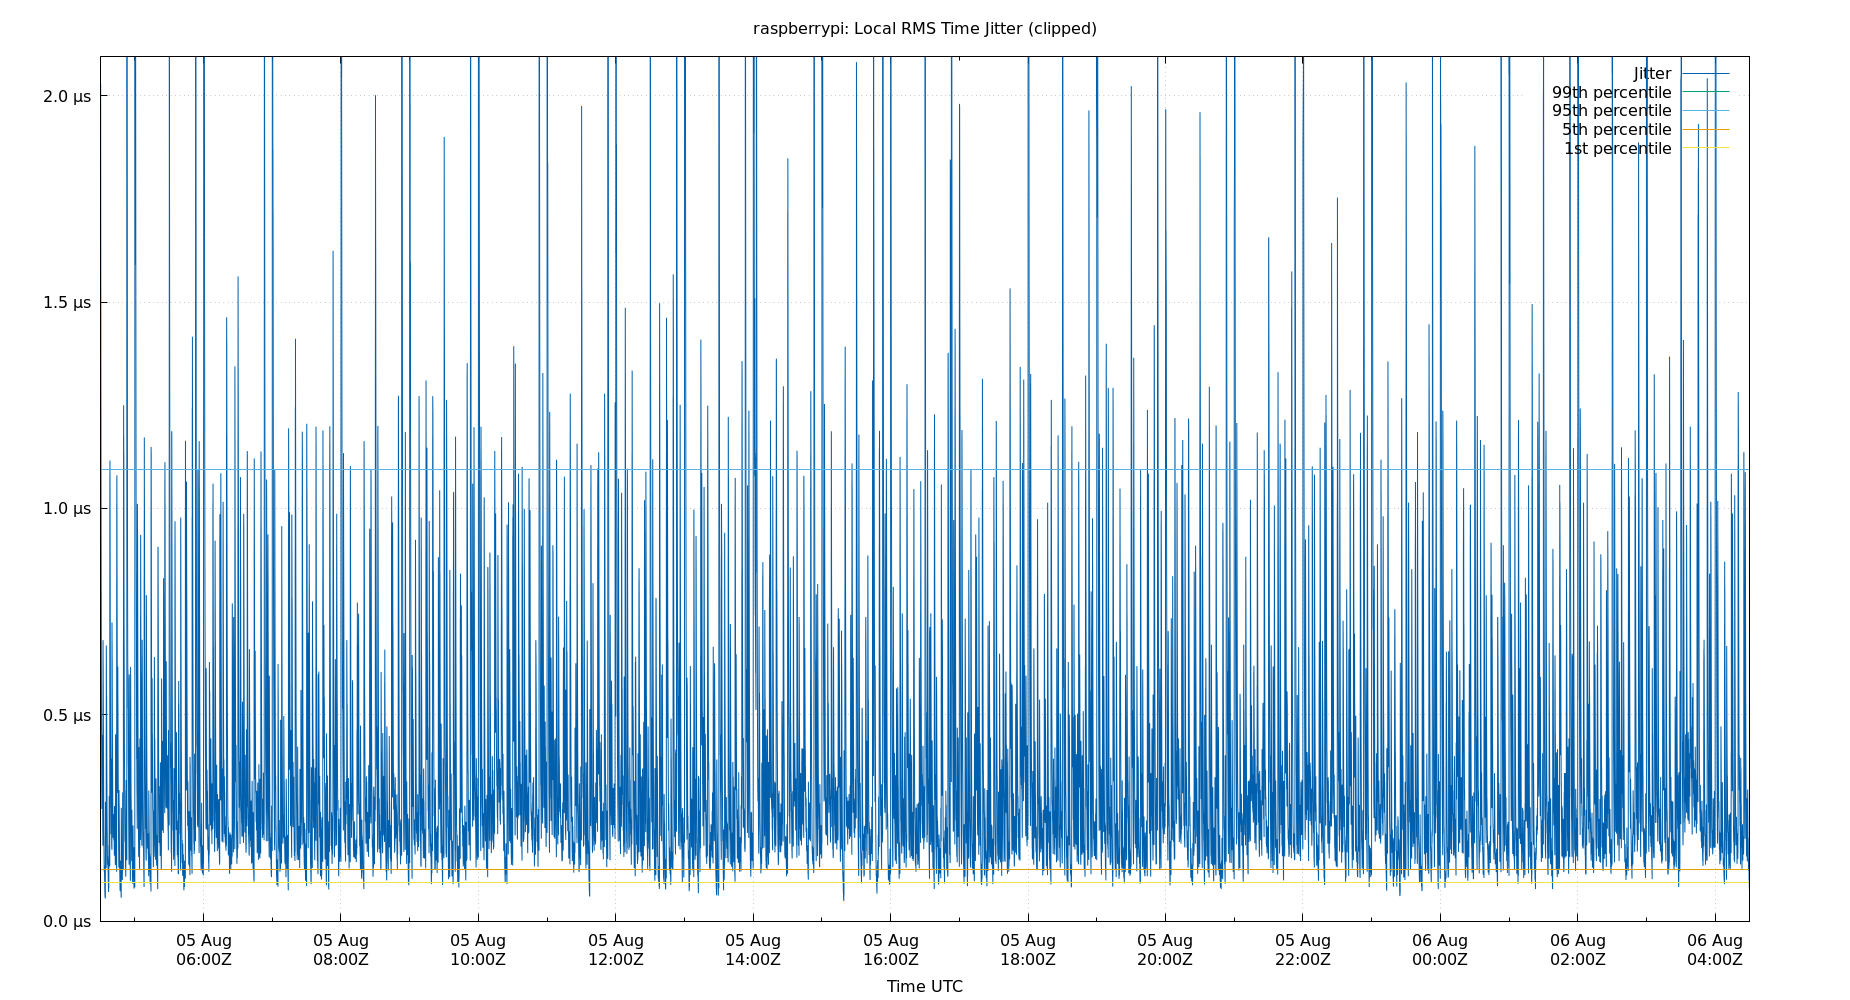 raspberrypi: Local RMS Time Jitter (clipped)
Jitter
99th percentile
95th percentile
5th percentile
1st percentile
2.0 μs
1.5 μs
1.0 μs
0.5 μs
0.0 μs
05 Aug 05 Aug 05 Aug 05 Aug 05 Aug 05 Aug 05 Aug 05 Aug 05 Aug 06 Aug 06 Aug 06 Aug
06:00Z 08:00Z 10:00Z 12:00Z 14:00Z 16:00Z 18:00Z 20:00Z 22:00Z 00:00Z 02:00Z 04:00Z
Time UTC